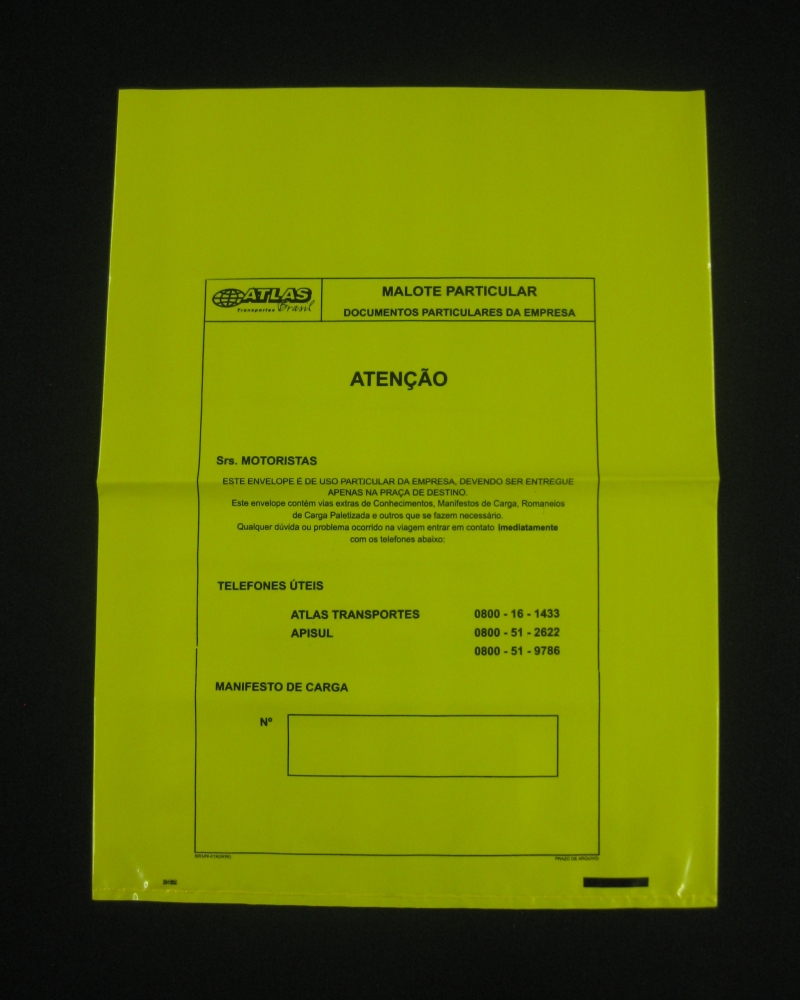 ATLAS
Transportes Brasil
MALOTE PARTICULAR
DOCUMENTOS PARTICULARES DA EMPRESA
ATENÇÃO
Srs. MOTORISTAS
ESTE ENVELOPE É DE USO PARTICULAR DA EMPRESA, DEVENDO SER ENTREGUE
APENAS NA PRAÇA DE DESTINO.
Este envelope contém vias extras de Conhecimentos, Manifestos de Carga, Romaneios
de Carga Paletizada e outros que se fazem necessário.
Qualquer dúvida ou problema ocorrido na viagem entrar em contato imediatamente
com os telefones abaixo:
TELEFONES ÚTEIS
ATLAS TRANSPORTES 0800 - 16 - 1433
APISUL 0800 - 51 - 2622
0800 - 51 - 9786
MANIFESTO DE CARGA
Nº
PRAZO DE ARQUIVO